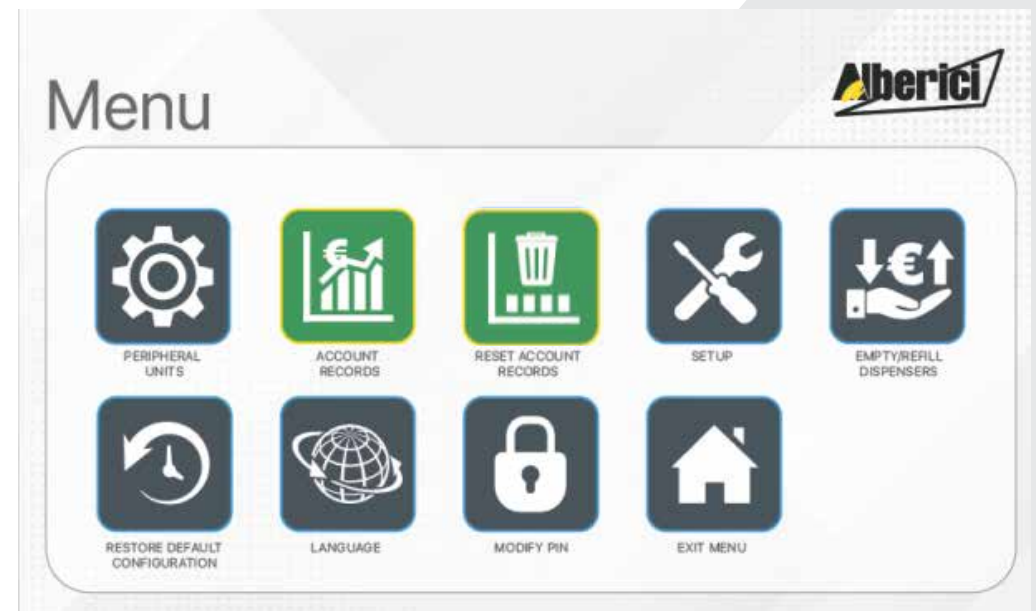 Alberici
Menu
PERIPHERAL
UNITS
ACCOUNT
RECORDS
RESET ACCOUNT
RECORDS
SETUP
EMPTY/REFILL
DISPENSERS
RESTORE DEFAULT
CONFIGURATION
LANGUAGE
MODIFY PIN
EXIT MENU